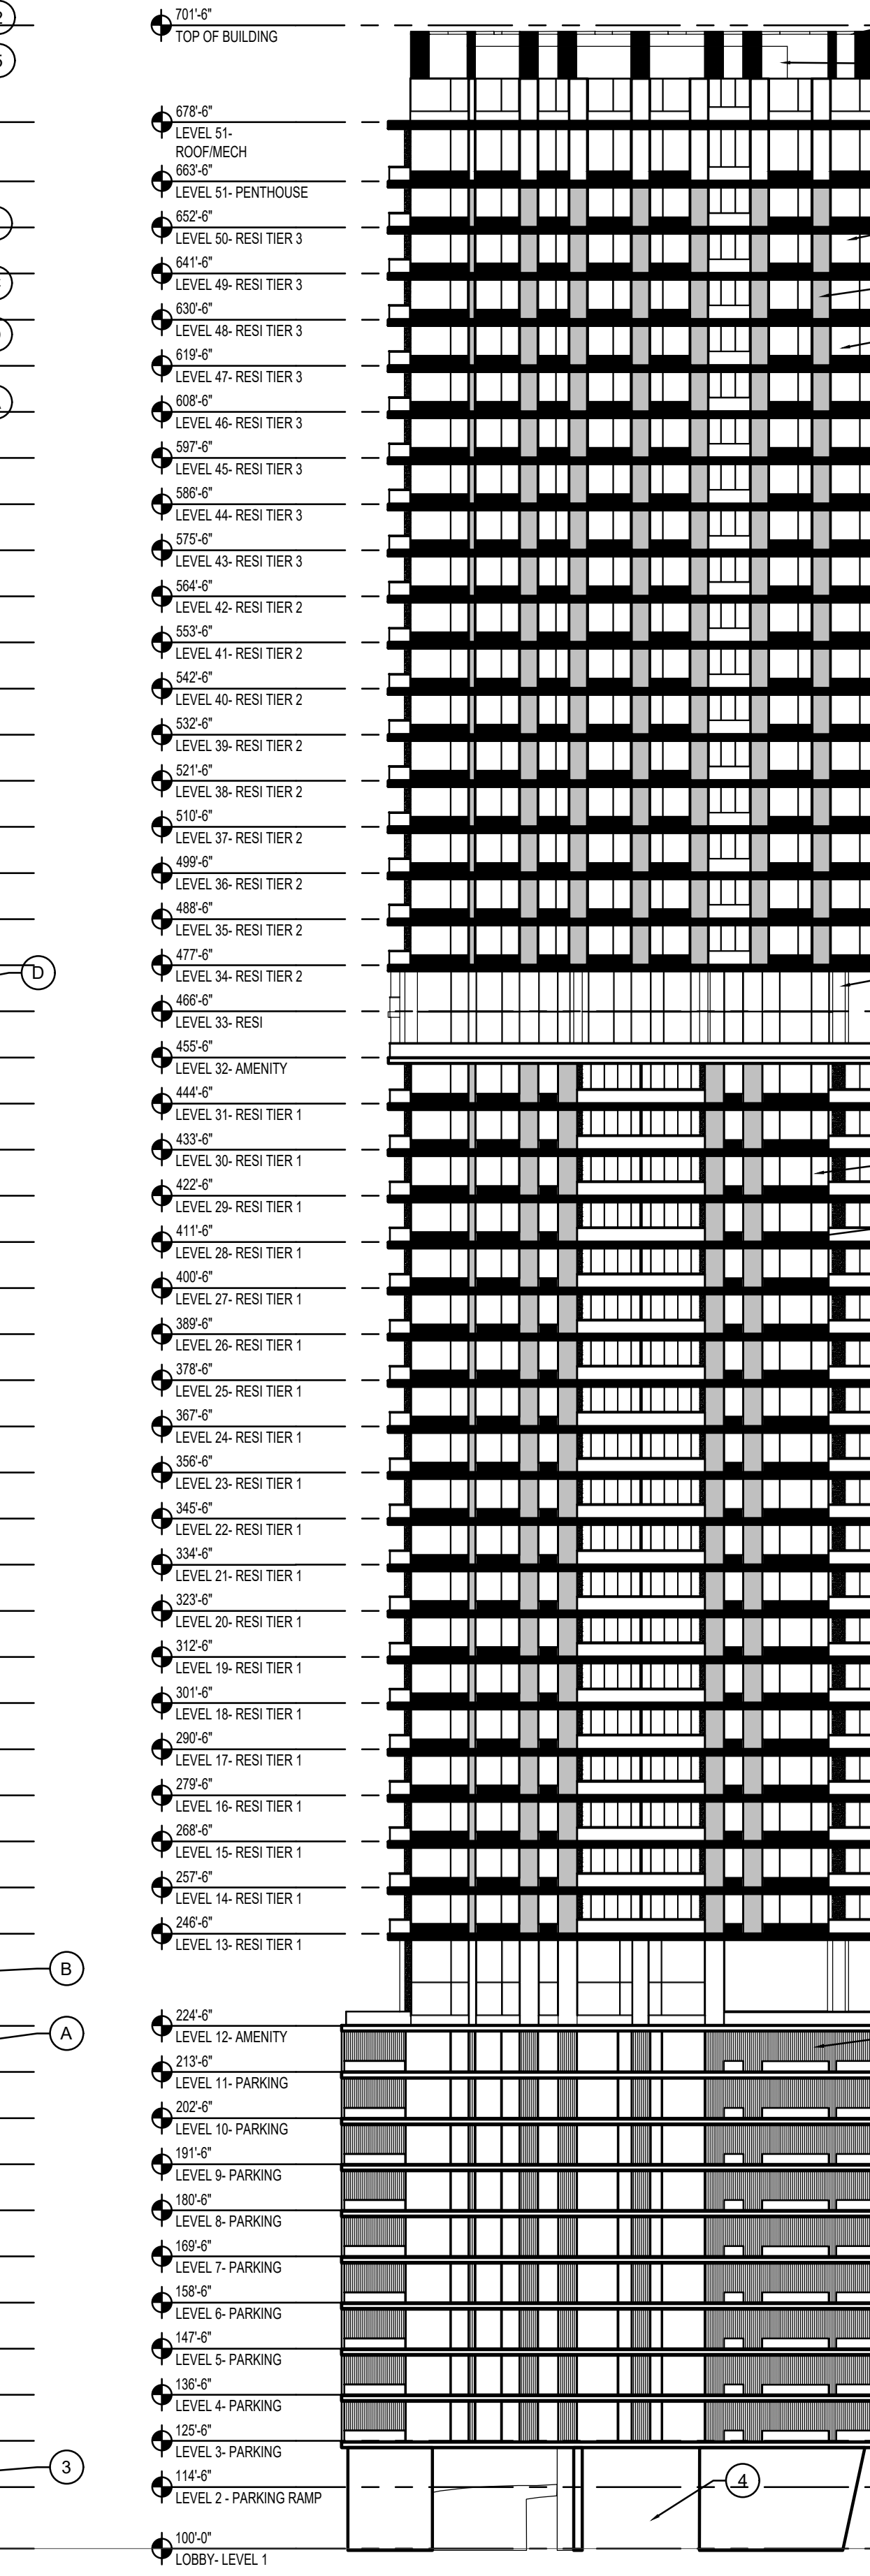 701'-6"
TOP OF BUILDING
678'-6"
LEVEL 51-
ROOF/MECH
663'-6"
LEVEL 51- PENTHOUSE
652'-6"
LEVEL 50- RESI TIER 3
641'-6"
LEVEL 49- RESI TIER 3
630'-6"
LEVEL 48- RESI TIER 3
619'-6"
LEVEL 47- RESI TIER 3
608'-6"
LEVEL 46- RESI TIER 3
597'-6"
LEVEL 45- RESI TIER 3
586'-6"
LEVEL 44- RESI TIER 3
575'-6"
LEVEL 43- RESI TIER 3
564'-6"
LEVEL 42- RESI TIER 2
553'-6"
LEVEL 41- RESI TIER 2
542'-6"
LEVEL 40- RESI TIER 2
532'-6"
LEVEL 39- RESI TIER 2
521'-6"
LEVEL 38- RESI TIER 2
510'-6"
LEVEL 37- RESI TIER 2
499'-6"
LEVEL 36- RESI TIER 2
488'-6"
LEVEL 35- RESI TIER 2
477'-6"
D
LEVEL 34- RESI TIER 2
466'-6"
LEVEL 33- RESI
455'-6"
LEVEL 32- AMENITY
444'-6"
LEVEL 31- RESI TIER 1
433'-6"
LEVEL 30- RESI TIER 1
422'-6"
LEVEL 29- RESI TIER 1
411'-6"
LEVEL 28- RESI TIER 1
400'-6"
LEVEL 27- RESI TIER 1
389'-6"
LEVEL 26- RESI TIER 1
378'-6"
LEVEL 25- RESI TIER 1
367'-6"
LEVEL 24- RESI TIER 1
356'-6"
LEVEL 23- RESI TIER 1
345'-6"
LEVEL 22- RESI TIER 1
334'-6"
LEVEL 21- RESI TIER 1
323'-6"
LEVEL 20- RESI TIER 1
312'-6"
LEVEL 19- RESI TIER 1
301'-6"
LEVEL 18- RESI TIER 1
290'-6"
LEVEL 17- RESI TIER 1
279'-6"
LEVEL 16- RESI TIER 1
268'-6"
LEVEL 15- RESI TIER 1
257'-6"
LEVEL 14- RESI TIER 1
246'-6"
LEVEL 13- RESI TIER 1
B
224'-6"
A
LEVEL 12- AMENITY
213'-6"
LEVEL 11- PARKING
202'-6"
LEVEL 10- PARKING
191'-6"
LEVEL 9- PARKING
180'-6"
LEVEL 8- PARKING
169'-6"
LEVEL 7- PARKING
158'-6"
LEVEL 6- PARKING
147'-6"
LEVEL 5- PARKING
136'-6"
LEVEL 4- PARKING
125'-6"
LEVEL 3- PARKING
3
114'-6"
4
LEVEL 2 - PARKING RAMP
100'-0"
LOBBY- LEVEL 1